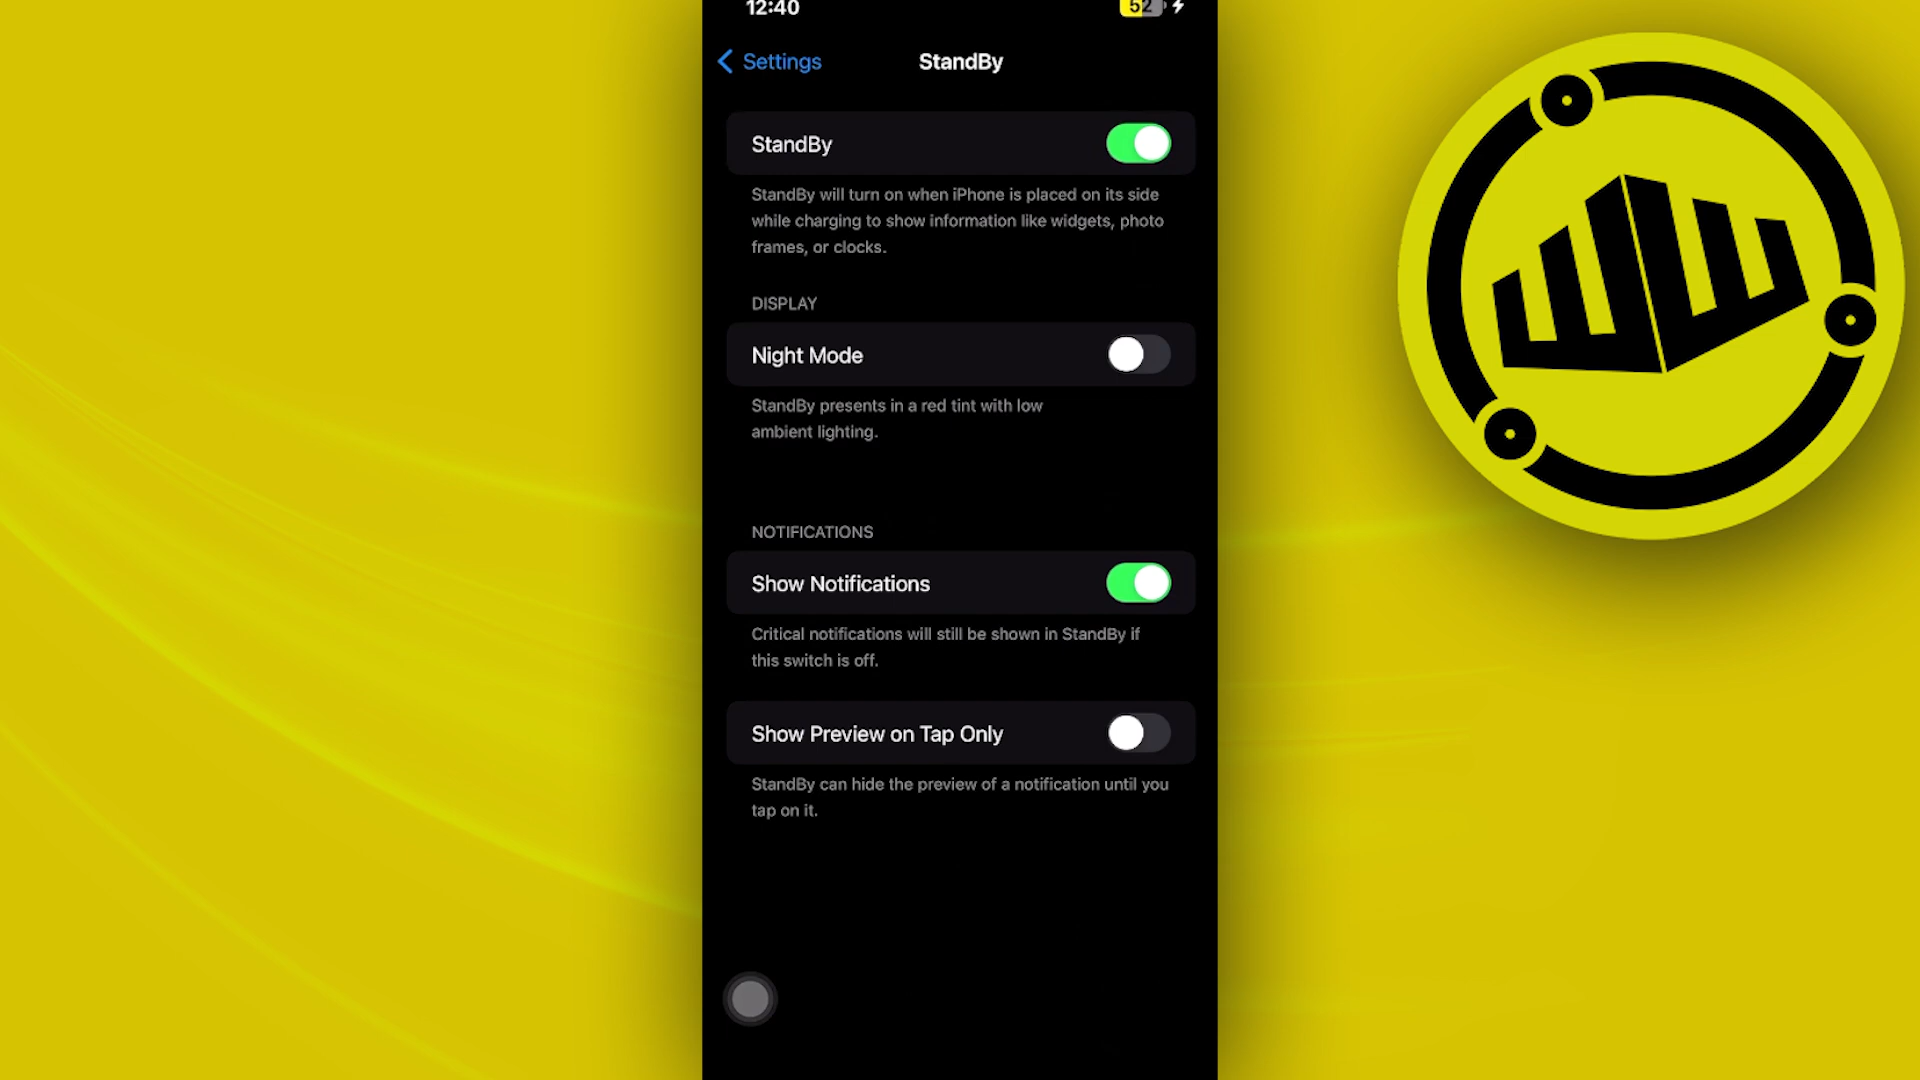 12:40
52
Settings
StandBy
StandBy
StandBy will turn on when iPhone is placed on its side
while charging to show information like widgets, photo
frames, or clocks.
DISPLAY
Night Mode
StandBy presents in a red tint with low
ambient lighting.
NOTIFICATIONS
Show Notifications
Critical notifications will still be shown in StandBy if
this switch is off.
Show Preview on Tap Only
StandBy can hide the preview of a notification until you
tap on it.